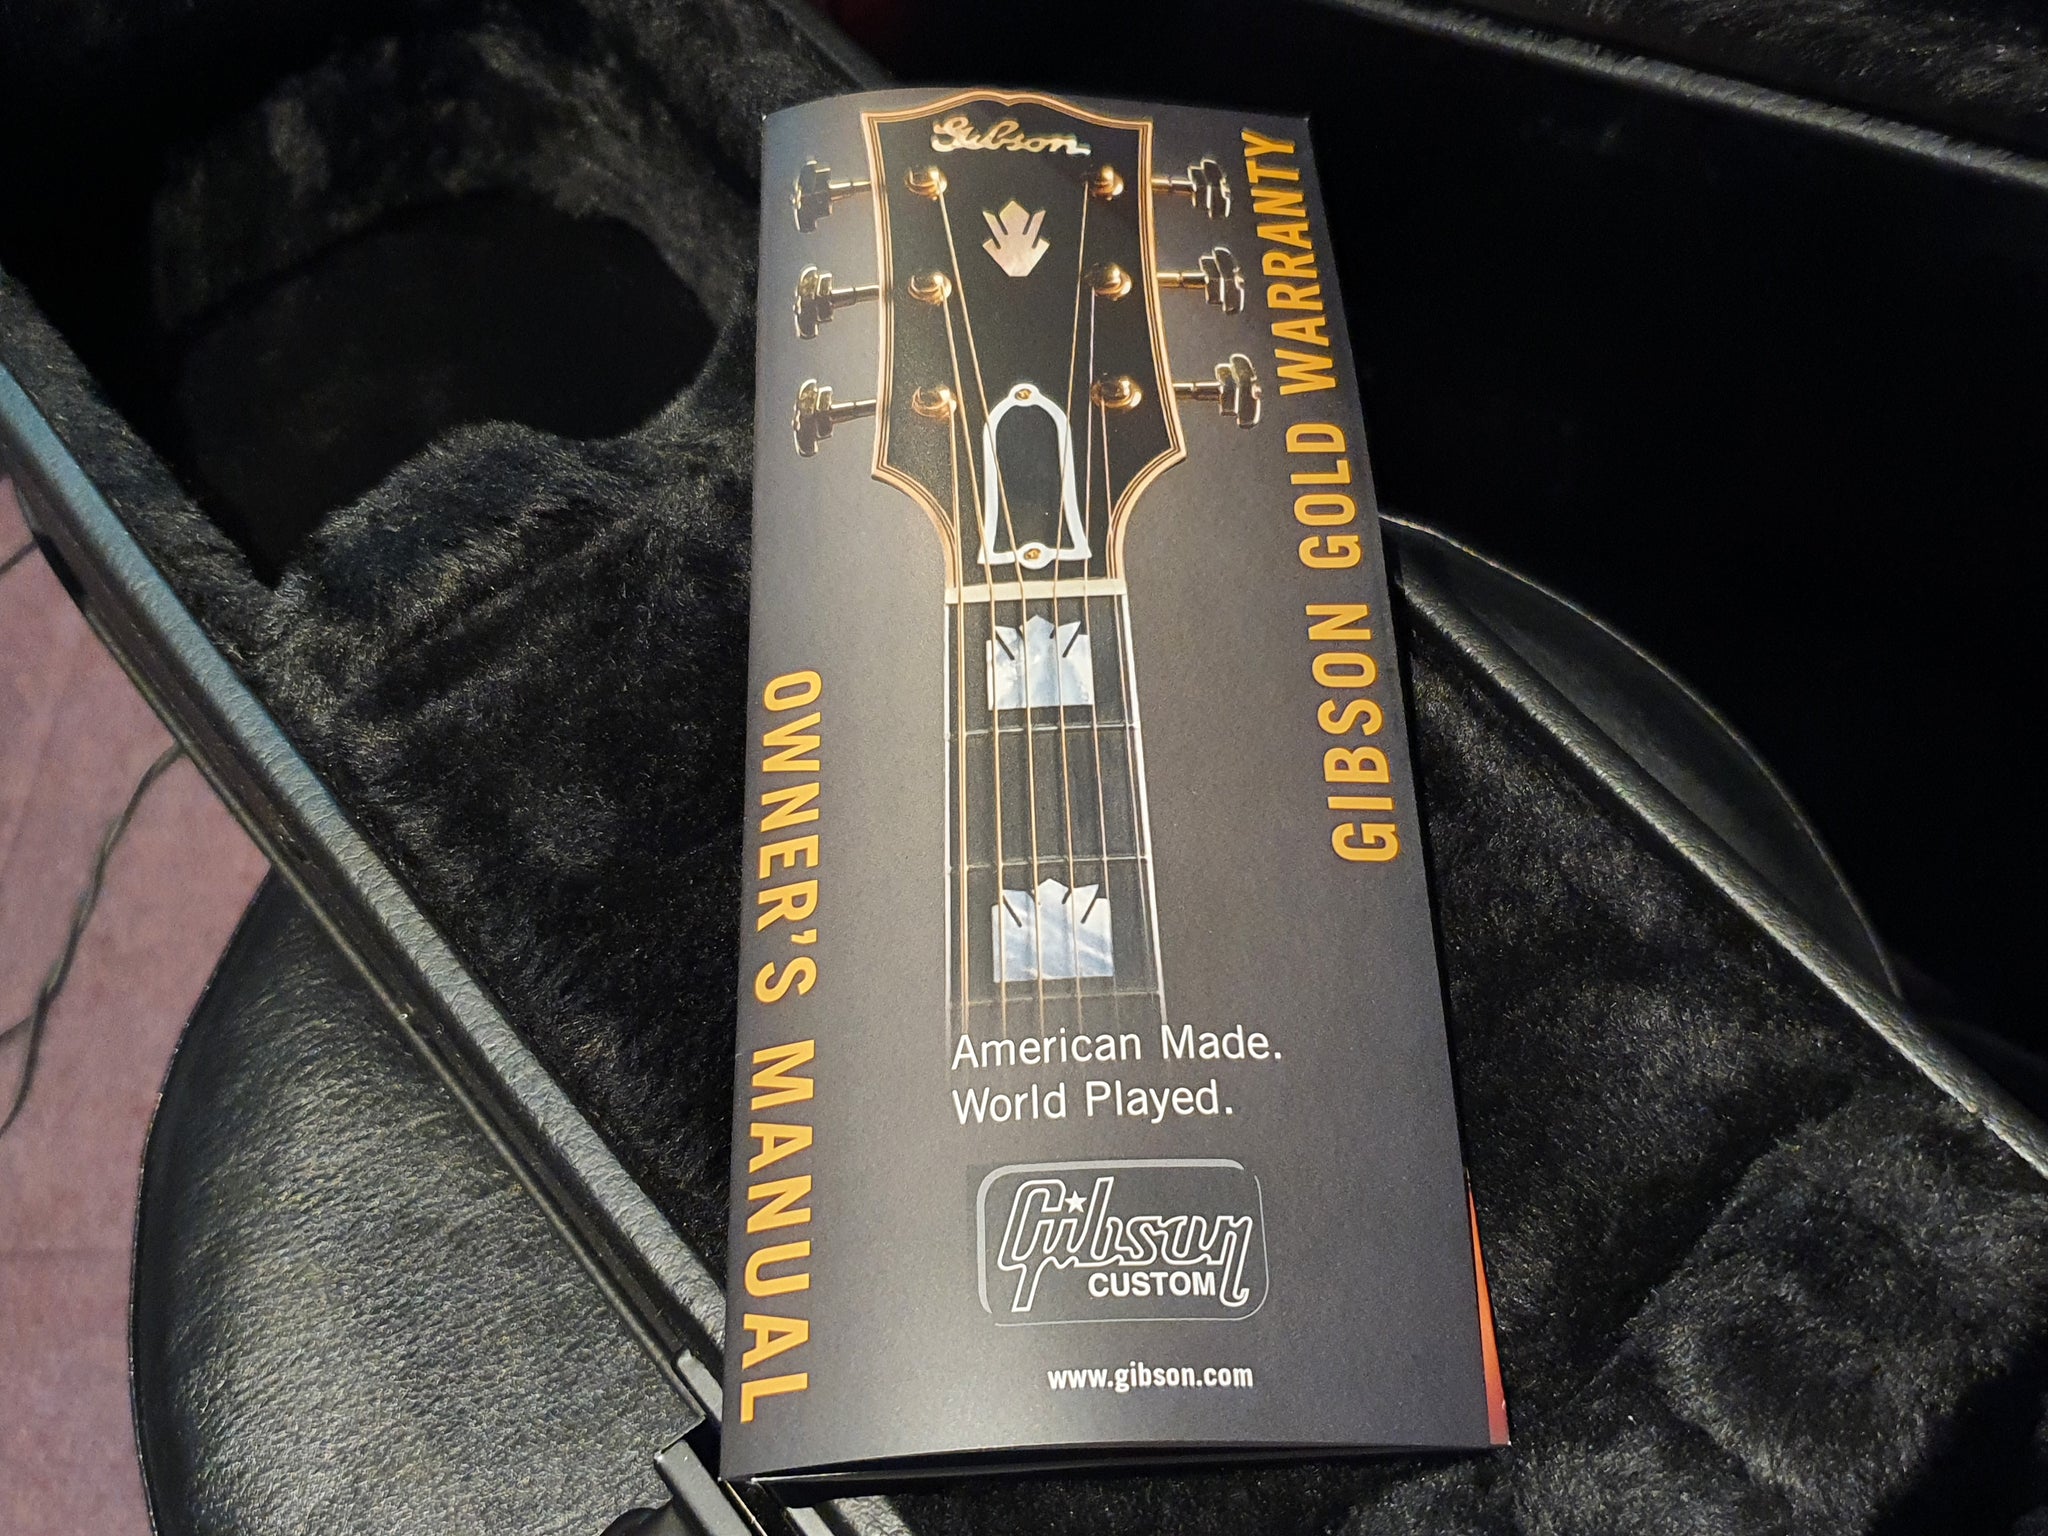 Gibson
GIBSON GOLD WARRANTY
OWNER'S MANUAL
American Made.
World Played.
Gibson
CUSTOM
www.gibson.com